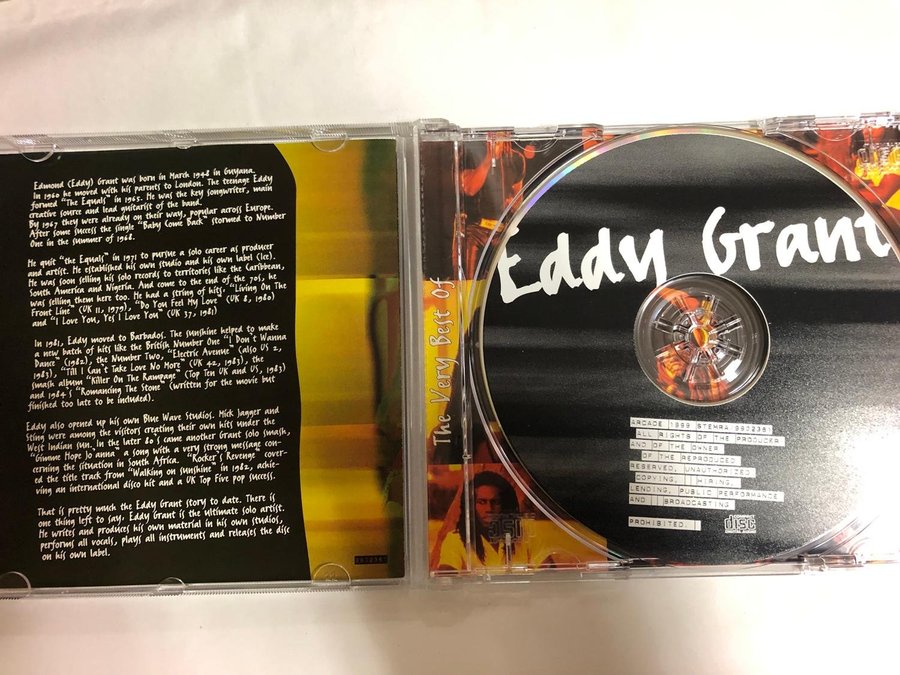 Edmond (Eddy) Grant was born in March 1948 in Guyana.
In 1960 he moved with his parents to London. The teenage Eddy
formed "The Equals" in 1965. He was the key songwriter, main
creative source and lead guitarist of the band.
By 1967 they were already on their way, popular across Europe.
After some success the single "Baby Come Back" stormed to Number
One in the summer of 1968.
He quit "the Equals" in 1971 to pursue a solo career as producer
and artist. He established his own studio and his own label (Ice).
He was soon selling his solo records to territories like the Caribbean,
South America and Nigeria. And come to the end of the 70s, he
was selling them here too. He had a string of hits: "Living On The
Front Line" (UK 11, 1979), "Do You Feel My Love" (UK 8, 1980)
and "I Love You, Yes I Love You" (UK 37, 1981)
In 1981, Eddy moved to Barbados. The sunshine helped to make
a new batch of hits like the British Number One "I Don't Wanna
Dance" (1982), the Number Two, "Electric Avenue" (also US 2,
1983), "Till I Can't Take Love No More" (UK 42, 1983), the
smash album "Killer On The Rampage" (Top Ten UK and US, 1983)
and 1984's "Romancing The Stone" (written for the movie but
finished too late to be included).
Eddy also opened up his own Blue Wave Studios. Mick Jagger and
Sting were among the visitors creating their own hits under the
West Indian sun. In the later 80's came another Grant solo smash,
"Gimme Hope Jo anna" a song with a very strong message con-
cerning the situation in South Africa. "Rocker's Revenge" cover-
ed the title track from "Walking on sunshine" in 1982, achie-
ving an international disco hit and a UK Top Five pop success.
That is pretty much the Eddy Grant story to date. There is
one thing left to say. Eddy Grant is the ultimate solo artist.
He writes and produces his own material in his own studios,
performs all vocals, plays all instruments and releases the disc
on his own label.
The Very Best Of
Eddy Grant
ARCADE 1999 STEMRA 9902381
ALL RIGHTS OF THE PRODUCER
AND OF THE OWNER
OF THE REPRODUCED
RESERVED. UNAUTHORIZED
COPYING, HIRING,
LENDING, PUBLIC PERFORMANCE
AND BROADCASTING
PROHIBITED.
disc